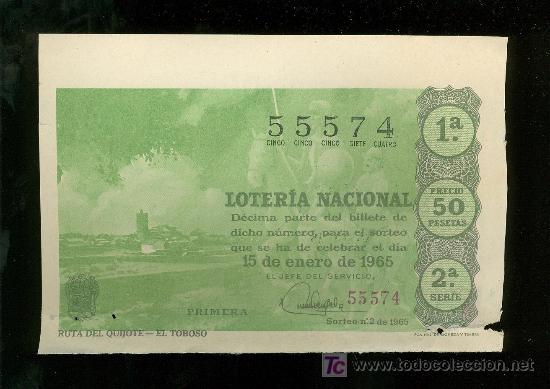 55574
CINCO CINCO CINCO SIETE CUATRO
1.a
LOTERÍA NACIONAL
Décima parte del billete de
dicho número, para el sorteo
que se ha de celebrar el día
15 de enero de 1965
EL JEFE DEL SERVICIO,
PRECIO
50
PESETAS
2.a
SERIE
PRIMERA
55574
Sorteo n.º 2 de 1965
RUTA DEL QUIJOTE — EL TOBOSO
todocoleccion
www.todocoleccion.net